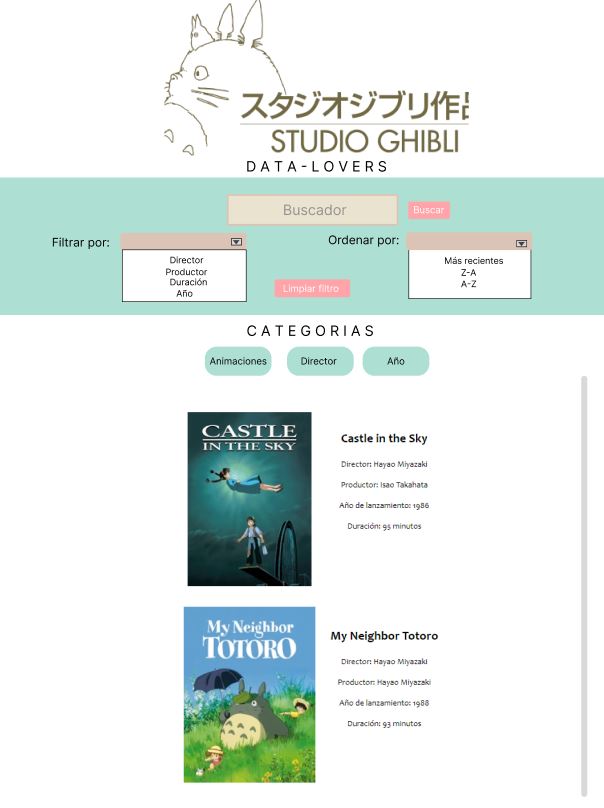 スタジオジブリ作品
STUDIO GHIBLI
DATA-LOVERS
Buscador
Buscar
Filtrar por:
Ordenar por:
Director
Productor
Duración
Año
Más recientes
Z-A
A-Z
Limpiar filtro
CATEGORIAS
Animaciones
Director
Año
CASTLE
IN THE SKY
Castle in the Sky
Director: Hayao Miyazaki
Productor: Isao Takahata
Año de lanzamiento: 1986
Duración: 95 minutos
My Neighbor
TOTORO
My Neighbor Totoro
Director: Hayao Miyazaki
Productor: Hayao Miyazaki
Año de lanzamiento: 1988
Duración: 93 minutos